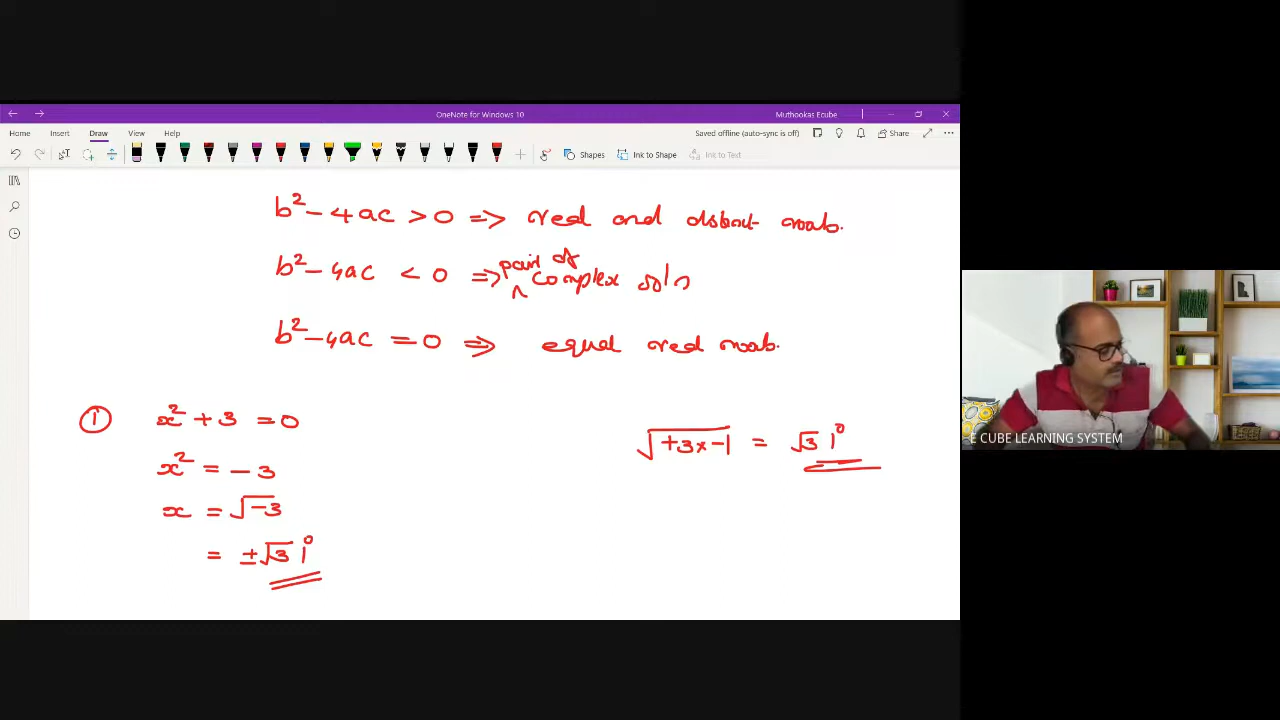 OneNote for Windows 10
Muthookas Ecube
Home Insert Draw View Help
Saved offline (auto-sync is off)
Share
Shapes
Ink to Shape
Ink to Text
b² - 4ac > 0 => real and distinct roots.
b² - 4ac < 0 => pair of complex soln
b² - 4ac = 0 => equal real roots.
① x² + 3 = 0
x² = -3
x = √-3
= ±√3 i
√+3x-1 = √3 i
E CUBE LEARNING SYSTEM